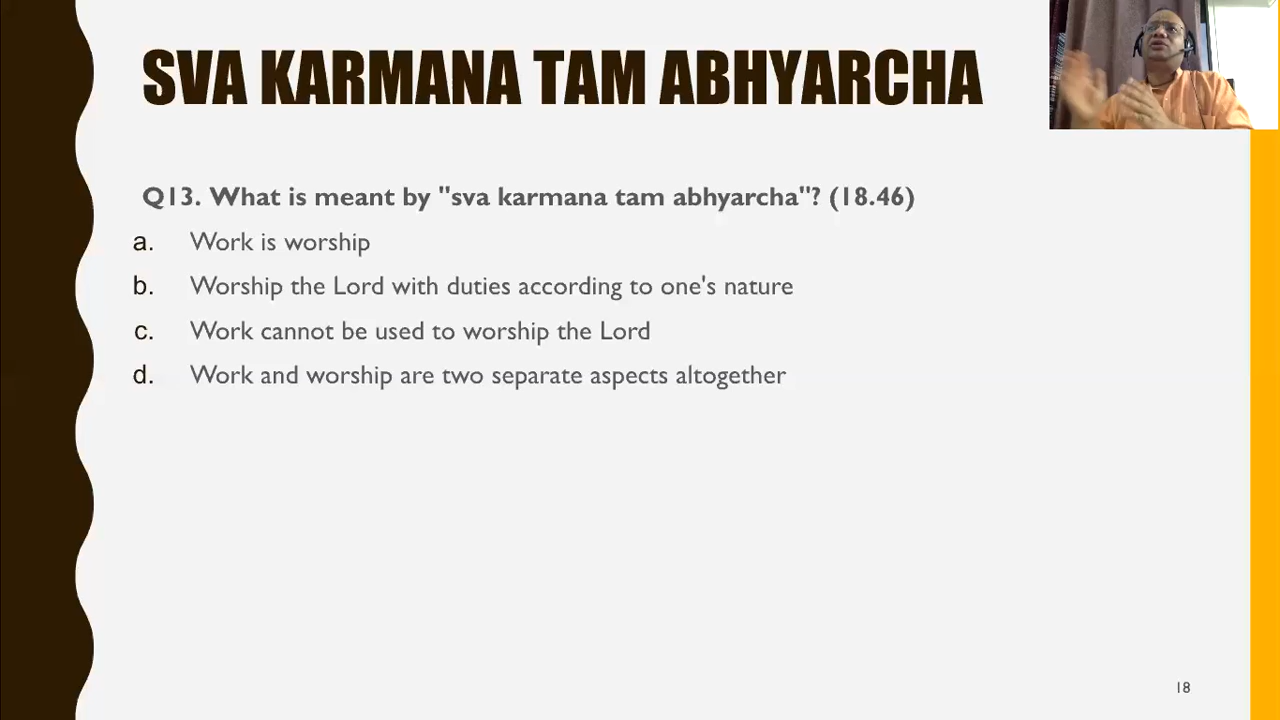 SVA KARMANA TAM ABHYARCHA
Q13. What is meant by "sva karmana tam abhyarcha"? (18.46)
a. Work is worship
b. Worship the Lord with duties according to one's nature
c. Work cannot be used to worship the Lord
d. Work and worship are two separate aspects altogether
18